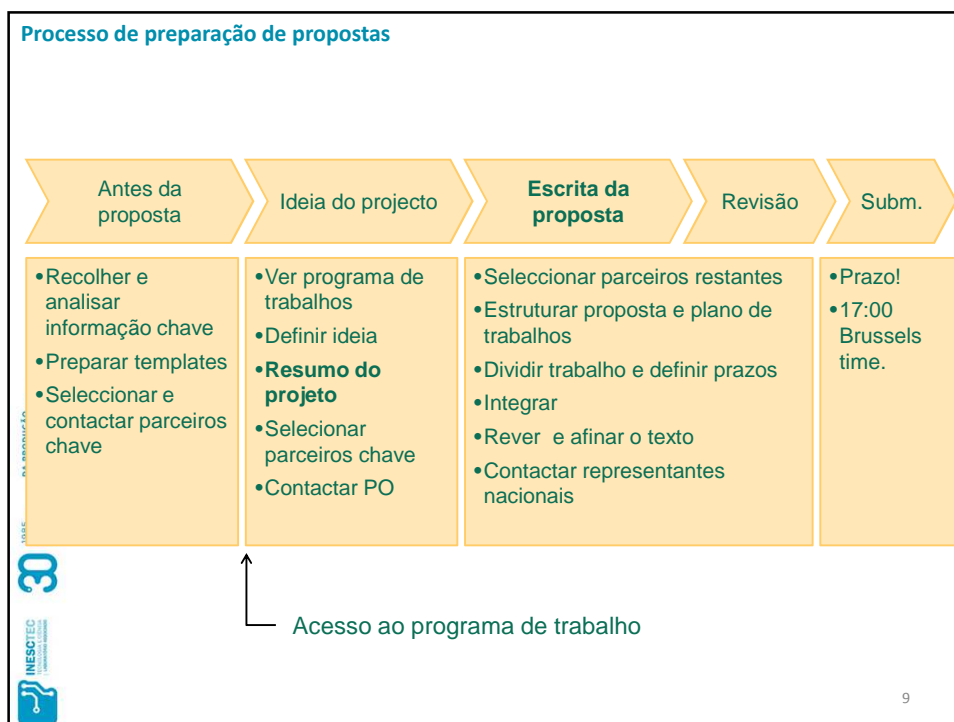 Processo de preparação de propostas
Antes da
proposta
Ideia do projecto
Escrita da
proposta
Revisão
Subm.
•Recolher e
analisar
informação chave
•Preparar templates
•Seleccionar e
contactar parceiros
chave
•Ver programa de
trabalhos
•Definir ideia
•Resumo do
projeto
•Selecionar
parceiros chave
•Contactar PO
•Seleccionar parceiros restantes
•Estruturar proposta e plano de
trabalhos
•Dividir trabalho e definir prazos
•Integrar
•Rever e afinar o texto
•Contactar representantes
nacionais
•Prazo!
•17:00
Brussels
time.
Acesso ao programa de trabalho
DA PRODUÇÃO
1985
30
INESCTEC
9